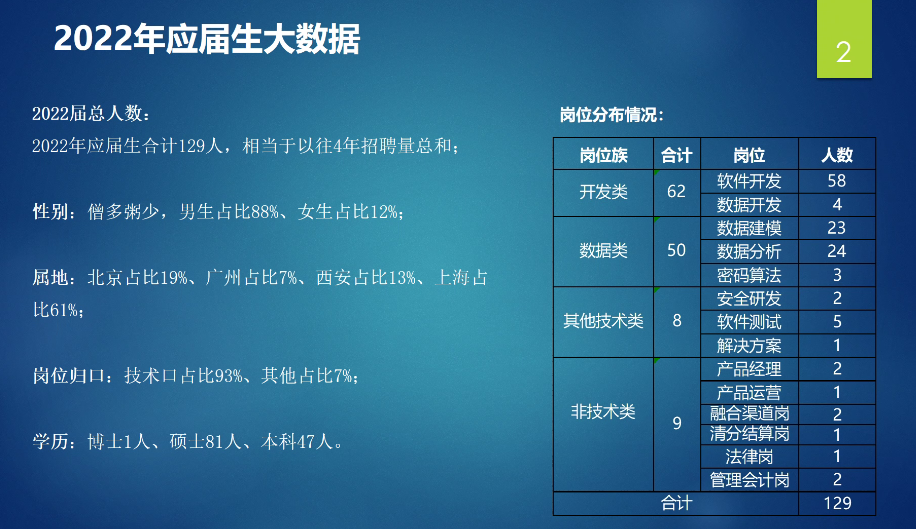 2022年应届生大数据
2
2022届总人数：
2022年应届生合计129人，相当于以往4年招聘量总和；
性别：僧多粥少，男生占比88%、女生占比12%；
属地：北京占比19%、广州占比7%、西安占比13%、上海占
比61%；
岗位归口：技术口占比93%、其他占比7%；
学历：博士1人、硕士81人、本科47人。
岗位分布情况：
岗位族 合计 岗位 人数
开发类 62 软件开发 58
数据开发 4
数据类 50 数据建模 23
数据分析 24
密码算法 3
其他技术类 8 安全研发 2
软件测试 5
解决方案 1
非技术类 9 产品经理 2
产品运营 1
融合渠道岗 2
清分结算岗 1
法律岗 1
管理会计岗 2
合计 129